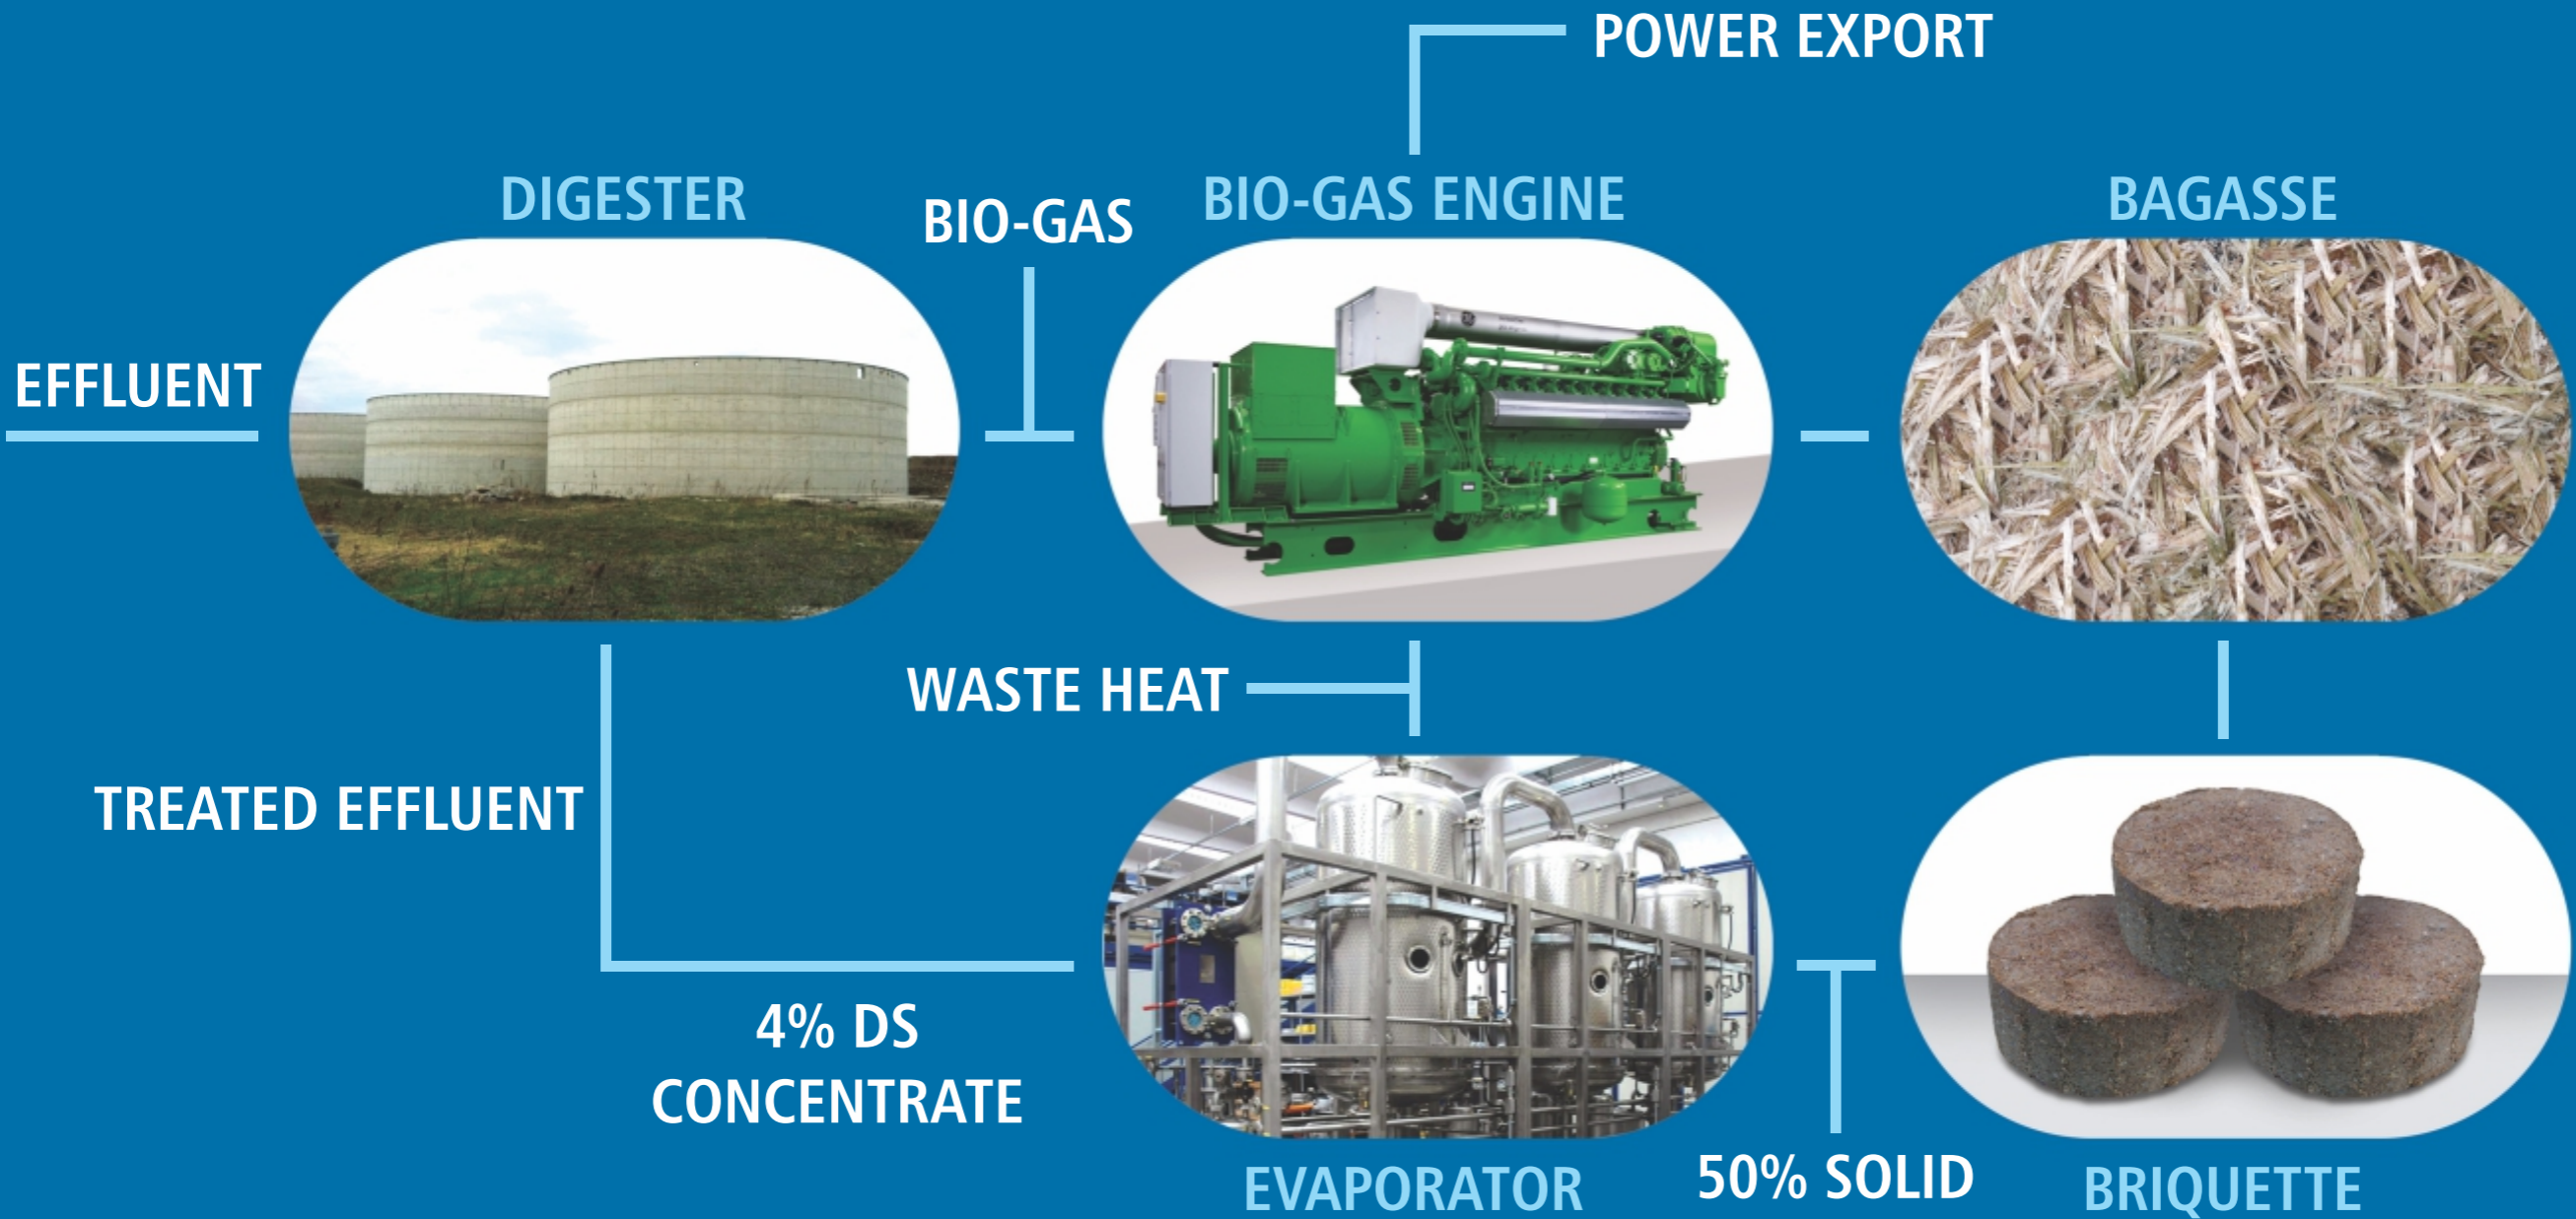 POWER EXPORT
DIGESTER
BIO-GAS
BIO-GAS ENGINE
BAGASSE
EFFLUENT
WASTE HEAT
TREATED EFFLUENT
4% DS
CONCENTRATE
EVAPORATOR
50% SOLID
BRIQUETTE